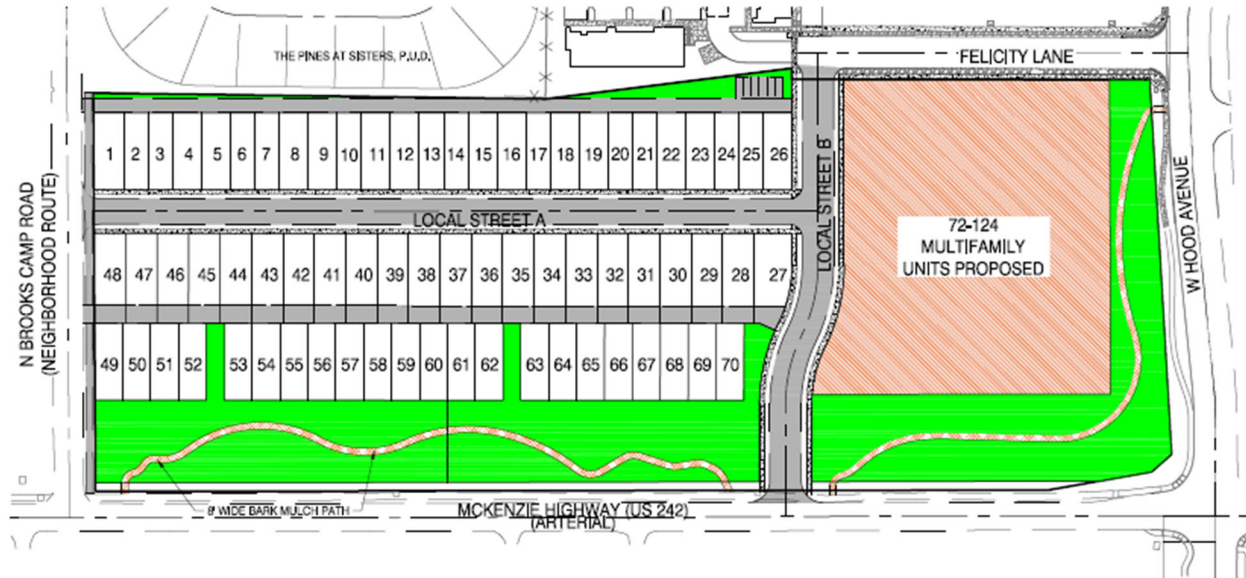 THE PINES AT SISTERS, P.U.D.
FELICITY LANE
1 2 3 4 5 6 7 8 9 10 11 12 13 14 15 16 17 18 19 20 21 22 23 24 25 26
N BROOKS CAMP ROAD
(NEIGHBORHOOD ROUTE)
LOCAL STREET A
LOCAL STREET B'
72-124
MULTIFAMILY
UNITS PROPOSED
W HOOD AVENUE
48 47 46 45 44 43 42 41 40 39 38 37 36 35 34 33 32 31 30 29 28 27
49 50 51 52 53 54 55 56 57 58 59 60 61 62 63 64 65 66 67 68 69 70
8' WIDE BARK MULCH PATH
MCKENZIE HIGHWAY (US 242)
(ARTERIAL)